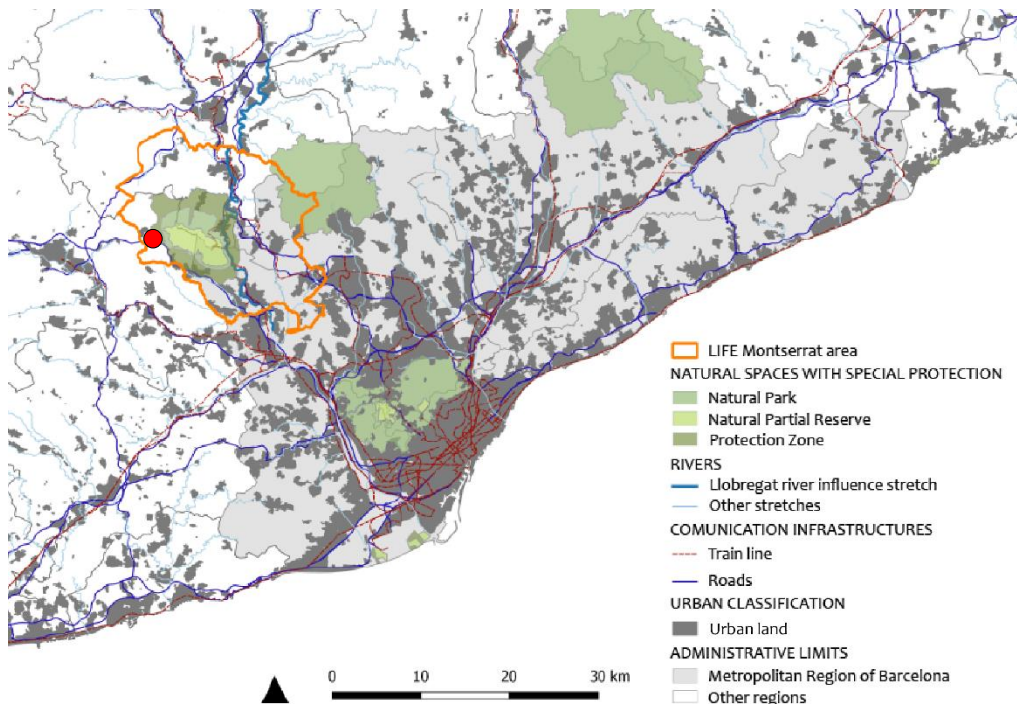 LIFE Montserrat area
NATURAL SPACES WITH SPECIAL PROTECTION
Natural Park
Natural Partial Reserve
Protection Zone
RIVERS
Llobregat river influence stretch
Other stretches
COMUNICATION INFRASTRUCTURES
Train line
Roads
URBAN CLASSIFICATION
Urban land
ADMINISTRATIVE LIMITS
Metropolitan Region of Barcelona
Other regions
0 10 20 30 km